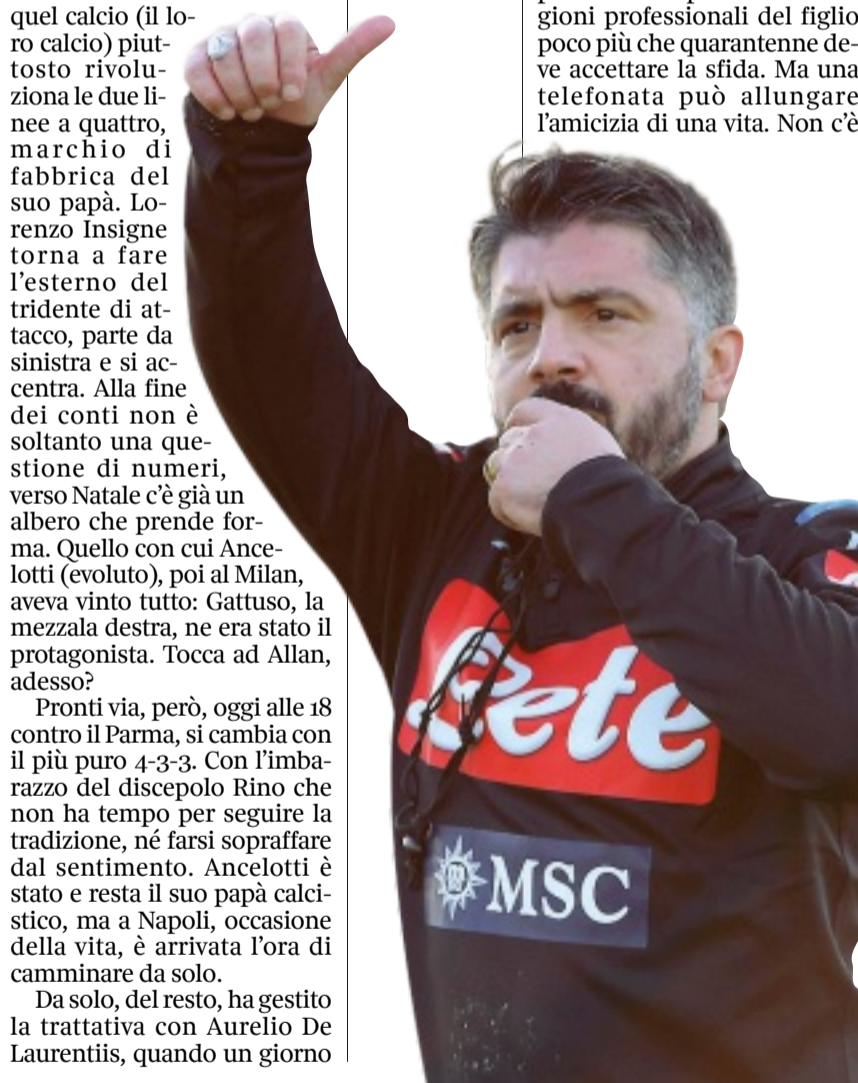 quel calcio (il lo-
ro calcio) piut-
tosto rivolu-
ziona le due li-
nee a quattro,
marchio di
fabbrica del
suo papà. Lo-
renzo Insigne
torna a fare
l'esterno del
tridente di at-
tacco, parte da
sinistra e si ac-
centra. Alla fine
dei conti non è
soltanto una que-
stione di numeri,
verso Natale c'è già un
albero che prende for-
ma. Quello con cui Ance-
lotti (evoluto), poi al Milan,
aveva vinto tutto: Gattuso, la
mezzala destra, ne era stato il
protagonista. Tocca ad Allan,
adesso?
Pronti via, però, oggi alle 18
contro il Parma, si cambia con
il più puro 4-3-3. Con l'imba-
razzo del discepolo Rino che
non ha tempo per seguire la
tradizione, né farsi sopraffare
dal sentimento. Ancelotti è
stato e resta il suo papà calci-
stico, ma a Napoli, occasione
della vita, è arrivata l'ora di
camminare da solo.
Da solo, del resto, ha gestito
la trattativa con Aurelio De
Laurentiis, quando un giorno
gioni professionali del figlio
poco più che quarantenne de-
ve accettare la sfida. Ma una
telefonata può allungare
l'amicizia di una vita. Non c'è
Lete
MSC